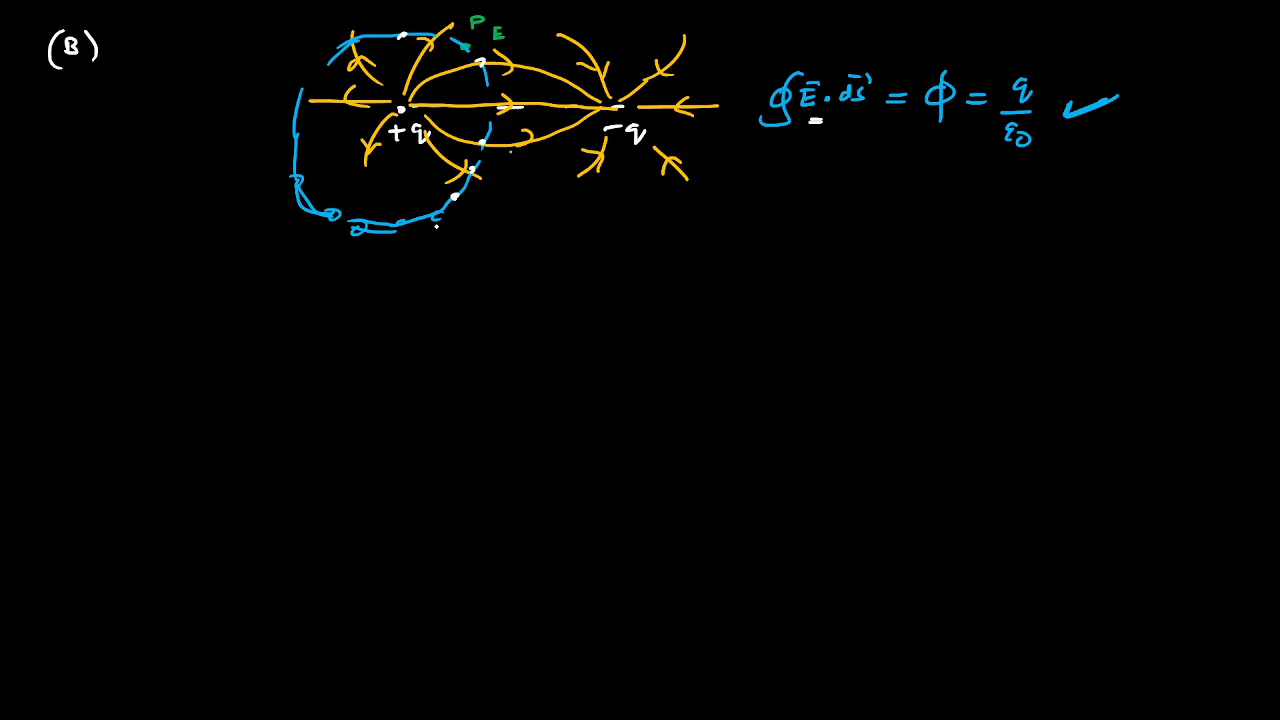 (B)
P
E
+q
-q
∮ E⃗ · ds⃗ = ϕ = q/ε0 ✓